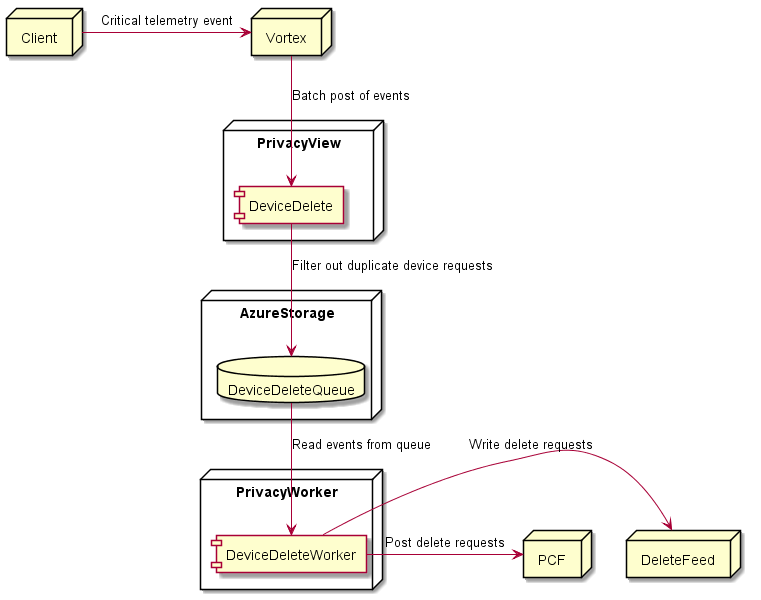 Critical telemetry event
Client
Vortex
Batch post of events
PrivacyView
DeviceDelete
Filter out duplicate device requests
AzureStorage
DeviceDeleteQueue
Read events from queue
Write delete requests
PrivacyWorker
DeviceDeleteWorker
Post delete requests
PCF
DeleteFeed